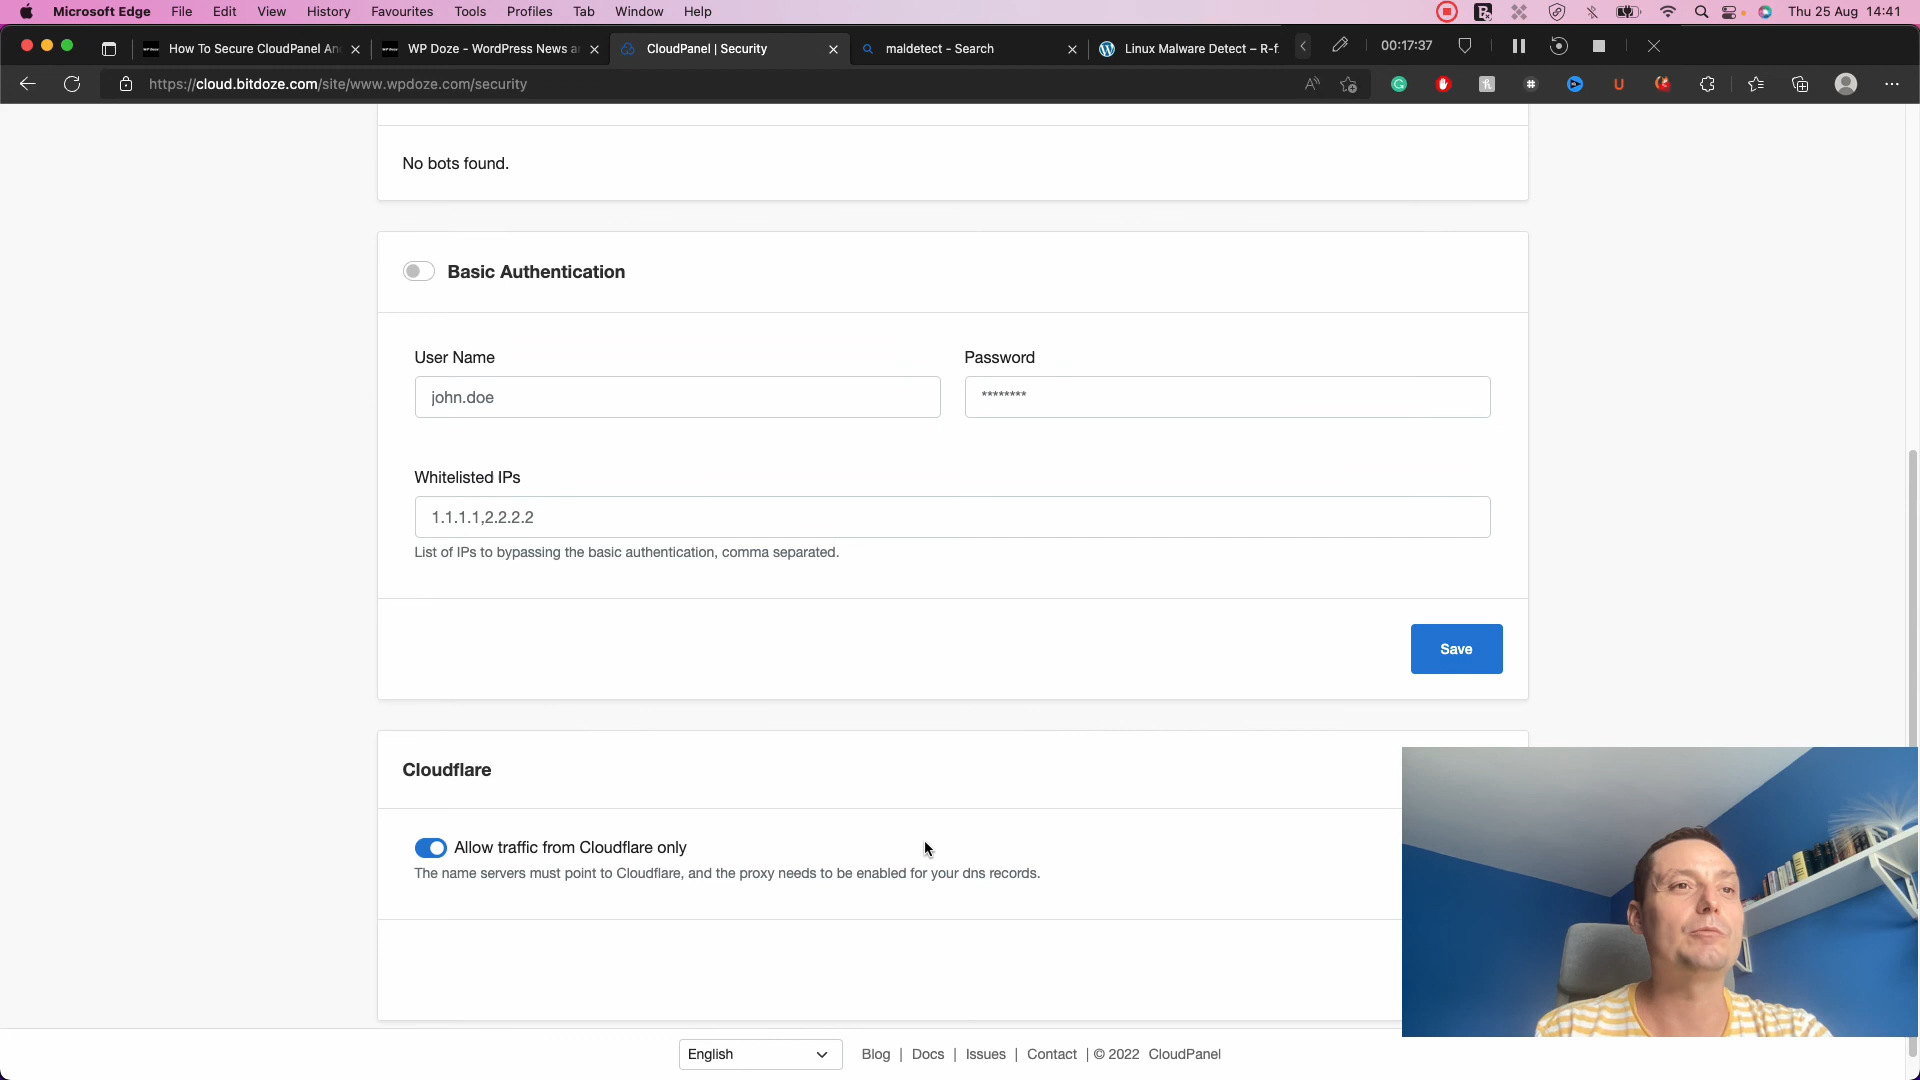 Microsoft Edge File Edit View History Favourites Tools Profiles Tab Window Help Thu 25 Aug 14:41
How To Secure CloudPanel An WP Doze - WordPress News a CloudPanel | Security maldetect - Search Linux Malware Detect – R-f 00:17:37
https://cloud.bitdoze.com/site/www.wpdoze.com/security
No bots found.
Basic Authentication
User Name Password
john.doe ********
Whitelisted IPs
1.1.1.1,2.2.2.2
List of IPs to bypassing the basic authentication, comma separated.
Save
Cloudflare
Allow traffic from Cloudflare only
The name servers must point to Cloudflare, and the proxy needs to be enabled for your dns records.
English Blog | Docs | Issues | Contact | © 2022 CloudPanel